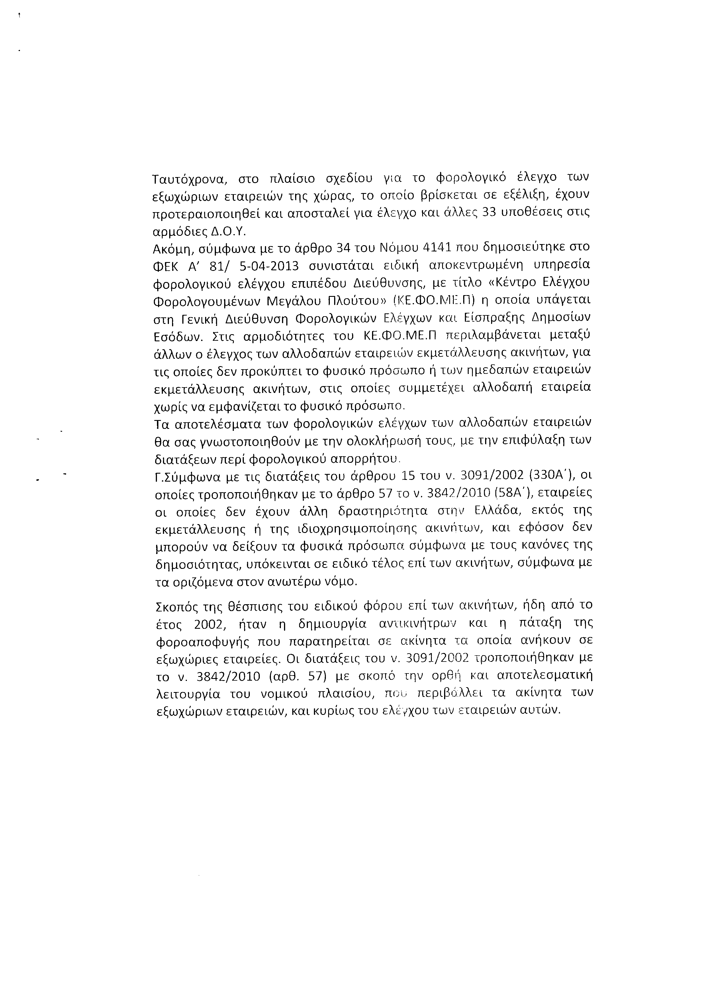 Ταυτόχρονα, στο πλαίσιο σχεδίου για το φορολογικό έλεγχο των
εξωχώριων εταιρειών της χώρας, το οποίο βρίσκεται σε εξέλιξη, έχουν
προτεραιοποιηθεί και αποσταλεί για έλεγχο και άλλες 33 υποθέσεις στις
αρμόδιες Δ.Ο.Υ.
Ακόμη, σύμφωνα με το άρθρο 34 του Νόμου 4141 που δημοσιεύτηκε στο
ΦΕΚ Α’ 81/ 5-04-2013 συνιστάται ειδική αποκεντρωμένη υπηρεσία
φορολογικού ελέγχου επιπέδου Διεύθυνσης, με τίτλο «Κέντρο Ελέγχου
Φορολογουμένων Μεγάλου Πλούτου» (ΚΕ.ΦΟ.ΜΕ.Π) η οποία υπάγεται
στη Γενική Διεύθυνση Φορολογικών Ελέγχων και Είσπραξης Δημοσίων
Εσόδων. Στις αρμοδιότητες του ΚΕ.ΦΟ.ΜΕ.Π περιλαμβάνεται μεταξύ
άλλων ο έλεγχος των αλλοδαπών εταιρειών εκμετάλλευσης ακινήτων, για
τις οποίες δεν προκύπτει το φυσικό πρόσωπο ή των ημεδαπών εταιρειών
εκμετάλλευσης ακινήτων, στις οποίες συμμετέχει αλλοδαπή εταιρεία
χωρίς να εμφανίζεται το φυσικό πρόσωπο.
Τα αποτελέσματα των φορολογικών ελέγχων των αλλοδαπών εταιρειών
θα σας γνωστοποιηθούν με την ολοκλήρωσή τους, με την επιφύλαξη των
διατάξεων περί φορολογικού απορρήτου.
Γ.Σύμφωνα με τις διατάξεις του άρθρου 15 του ν. 3091/2002 (330Α΄), οι
οποίες τροποποιήθηκαν με το άρθρο 57 το ν. 3842/2010 (58Α΄), εταιρείες
οι οποίες δεν έχουν άλλη δραστηριότητα στην Ελλάδα, εκτός της
εκμετάλλευσης ή της ιδιοχρησιμοποίησης ακινήτων, και εφόσον δεν
μπορούν να δείξουν τα φυσικά πρόσωπα σύμφωνα με τους κανόνες της
δημοσιότητας, υπόκεινται σε ειδικό τέλος επί των ακινήτων, σύμφωνα με
τα οριζόμενα στον ανωτέρω νόμο.
Σκοπός της θέσπισης του ειδικού φόρου επί των ακινήτων, ήδη από το
έτος 2002, ήταν η δημιουργία αντικινήτρων και η πάταξη της
φοροαποφυγής που παρατηρείται σε ακίνητα τα οποία ανήκουν σε
εξωχώριες εταιρείες. Οι διατάξεις του ν. 3091/2002 τροποποιήθηκαν με
το ν. 3842/2010 (αρθ. 57) με σκοπό την ορθή και αποτελεσματική
λειτουργία του νομικού πλαισίου, που περιβάλλει τα ακίνητα των
εξωχώριων εταιρειών, και κυρίως του ελέγχου των εταιρειών αυτών.